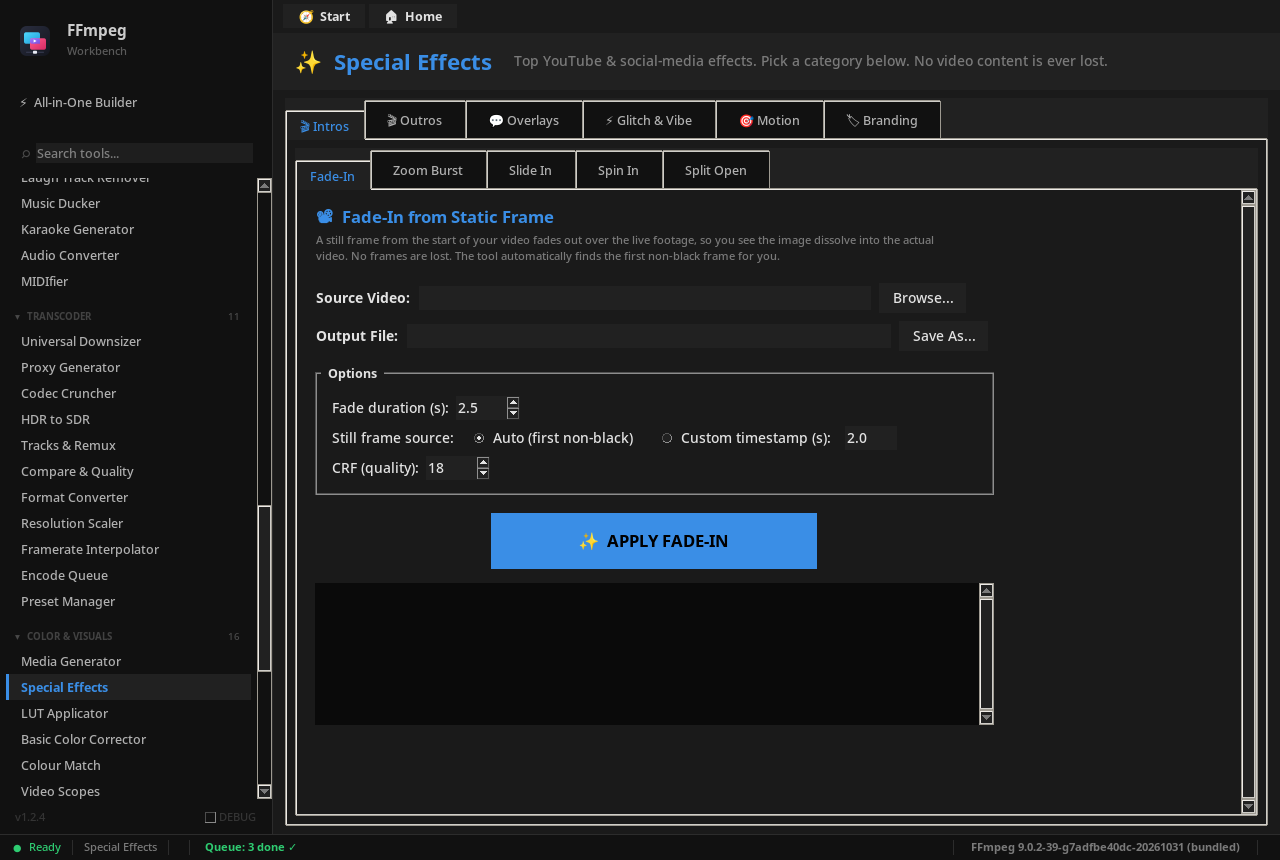 FFmpeg
Workbench
⚡ All-in-One Builder
Search tools...
Laugh Track Remover
Music Ducker
Karaoke Generator
Audio Converter
MIDIfier
▾ TRANSCODER 11
Universal Downsizer
Proxy Generator
Codec Cruncher
HDR to SDR
Tracks & Remux
Compare & Quality
Format Converter
Resolution Scaler
Framerate Interpolator
Encode Queue
Preset Manager
▾ COLOR & VISUALS 16
Media Generator
Special Effects
LUT Applicator
Basic Color Corrector
Colour Match
Video Scopes
v1.2.4 DEBUG
🧭 Start 🏠 Home
✨ Special Effects Top YouTube & social-media effects. Pick a category below. No video content is ever lost.
🎬 Intros 🎬 Outros 💬 Overlays ⚡ Glitch & Vibe 🎯 Motion 🏷 Branding
Fade-In Zoom Burst Slide In Spin In Split Open
📽 Fade-In from Static Frame
A still frame from the start of your video fades out over the live footage, so you see the image dissolve into the actual
video. No frames are lost. The tool automatically finds the first non-black frame for you.
Source Video: Browse...
Output File: Save As...
Options
Fade duration (s): 2.5
Still frame source: Auto (first non-black) Custom timestamp (s): 2.0
CRF (quality): 18
✨ APPLY FADE-IN
● Ready Special Effects Queue: 3 done ✓ FFmpeg 9.0.2-39-g7adfbe40dc-20261031 (bundled)